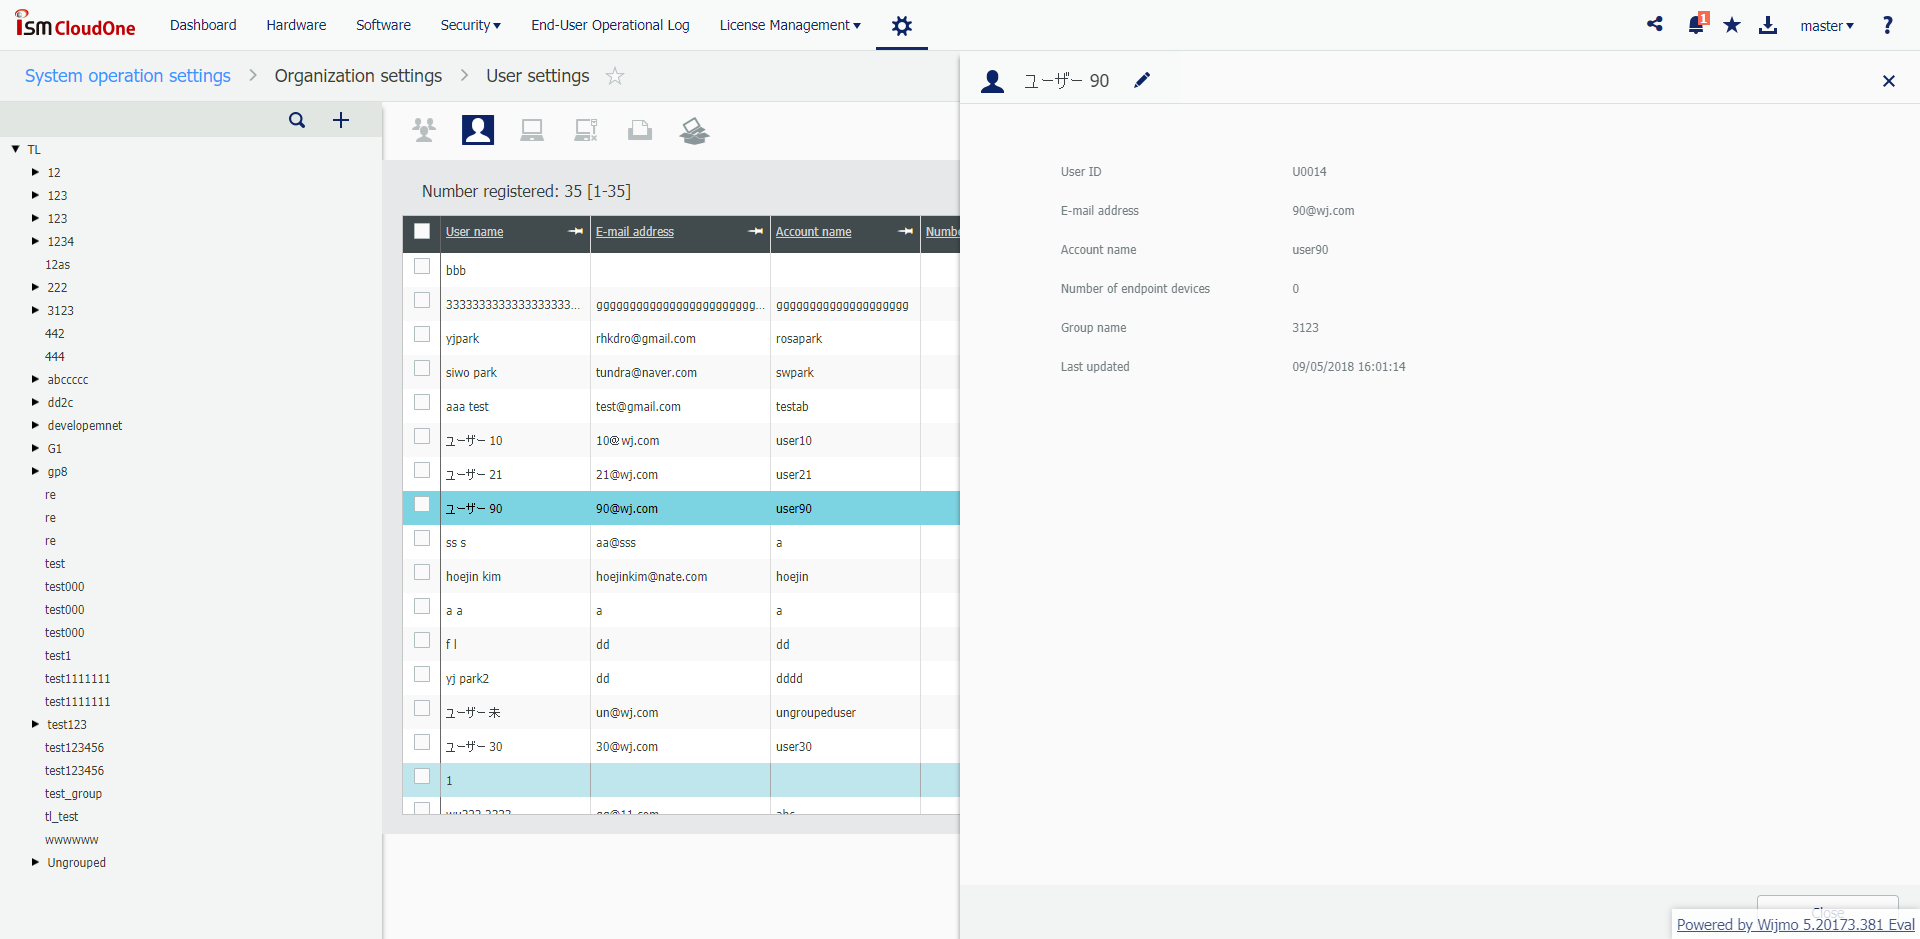 ism CloudOne
Dashboard Hardware Software Security End-User Operational Log License Management
1 master ?
System operation settings > Organization settings > User settings
ユーザー 90
TL
12
123
123
1234
12as
222
3123
442
444
abccccc
dd2c
developemnet
G1
gp8
re
re
re
test
test000
test000
test000
test1
test1111111
test1111111
test123
test123456
test123456
test_group
tl_test
wwwwww
Ungrouped
Number registered: 35 [1-35]
User name E-mail address Account name Numbe
bbb
33333333333333333333... ggggggggggggggggggggggggg... gggggggggggggggggggg
yjpark rhkdro@gmail.com rosapark
siwo park tundra@naver.com swpark
aaa test test@gmail.com testab
ユーザー 10 10@wj.com user10
ユーザー 21 21@wj.com user21
ユーザー 90 90@wj.com user90
ss s aa@sss a
hoejin kim hoejinkim@nate.com hoejin
a a a a
f l dd dd
yj park2 dd dddd
ユーザー 未 un@wj.com ungroupeduser
ユーザー 30 30@wj.com user30
1
User ID U0014
E-mail address 90@wj.com
Account name user90
Number of endpoint devices 0
Group name 3123
Last updated 09/05/2018 16:01:14
Close
Powered by Wijmo 5.20173.381 Eval